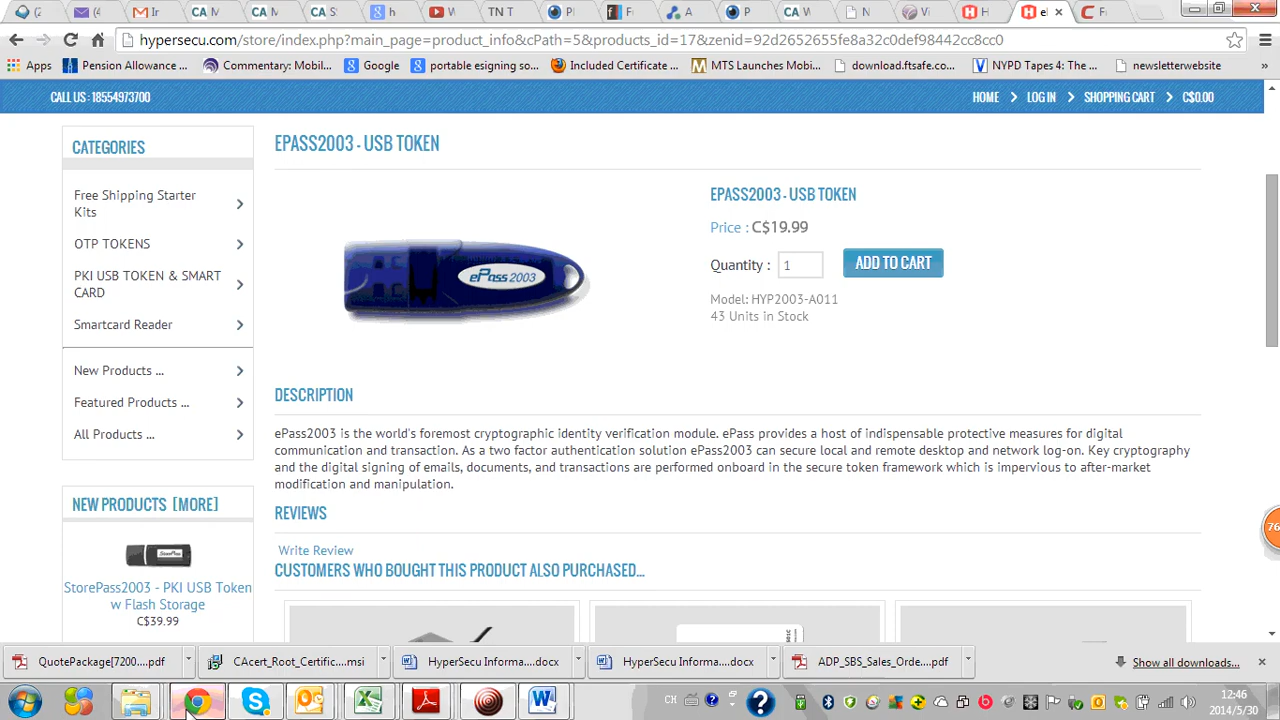 hypersecu.com/store/index.php?main_page=product_info&cPath=5&products_id=17&zenid=92d2652655fe8a32c0def98442cc8cc0
Apps Pension Allowance ... Commentary: Mobil... Google portable esigning so... Included Certificate ... MTS Launches Mobi... download.ftsafe.co... NYPD Tapes 4: The ... newsletterwebsite
CALL US : 18554973700 HOME LOG IN SHOPPING CART C$0.00
CATEGORIES
Free Shipping Starter
Kits
OTP TOKENS
PKI USB TOKEN & SMART
CARD
Smartcard Reader
New Products ...
Featured Products ...
All Products ...
NEW PRODUCTS [MORE]
StorePass2003 - PKI USB Token
w Flash Storage
C$39.99
EPASS2003 - USB TOKEN
ePass 2003
EPASS2003 - USB TOKEN
Price : C$19.99
Quantity : 1 ADD TO CART
Model: HYP2003-A011
43 Units in Stock
DESCRIPTION
ePass2003 is the world's foremost cryptographic identity verification module. ePass provides a host of indispensable protective measures for digital
communication and transaction. As a two factor authentication solution ePass2003 can secure local and remote desktop and network log-on. Key cryptography
and the digital signing of emails, documents, and transactions are performed onboard in the secure token framework which is impervious to after-market
modification and manipulation.
REVIEWS
Write Review
CUSTOMERS WHO BOUGHT THIS PRODUCT ALSO PURCHASED...
76
QuotePackage[7200....pdf CAcert_Root_Certific....msi HyperSecu Informa....docx HyperSecu Informa....docx ADP_SBS_Sales_Orde....pdf Show all downloads...
CH 12:46
2014/5/30